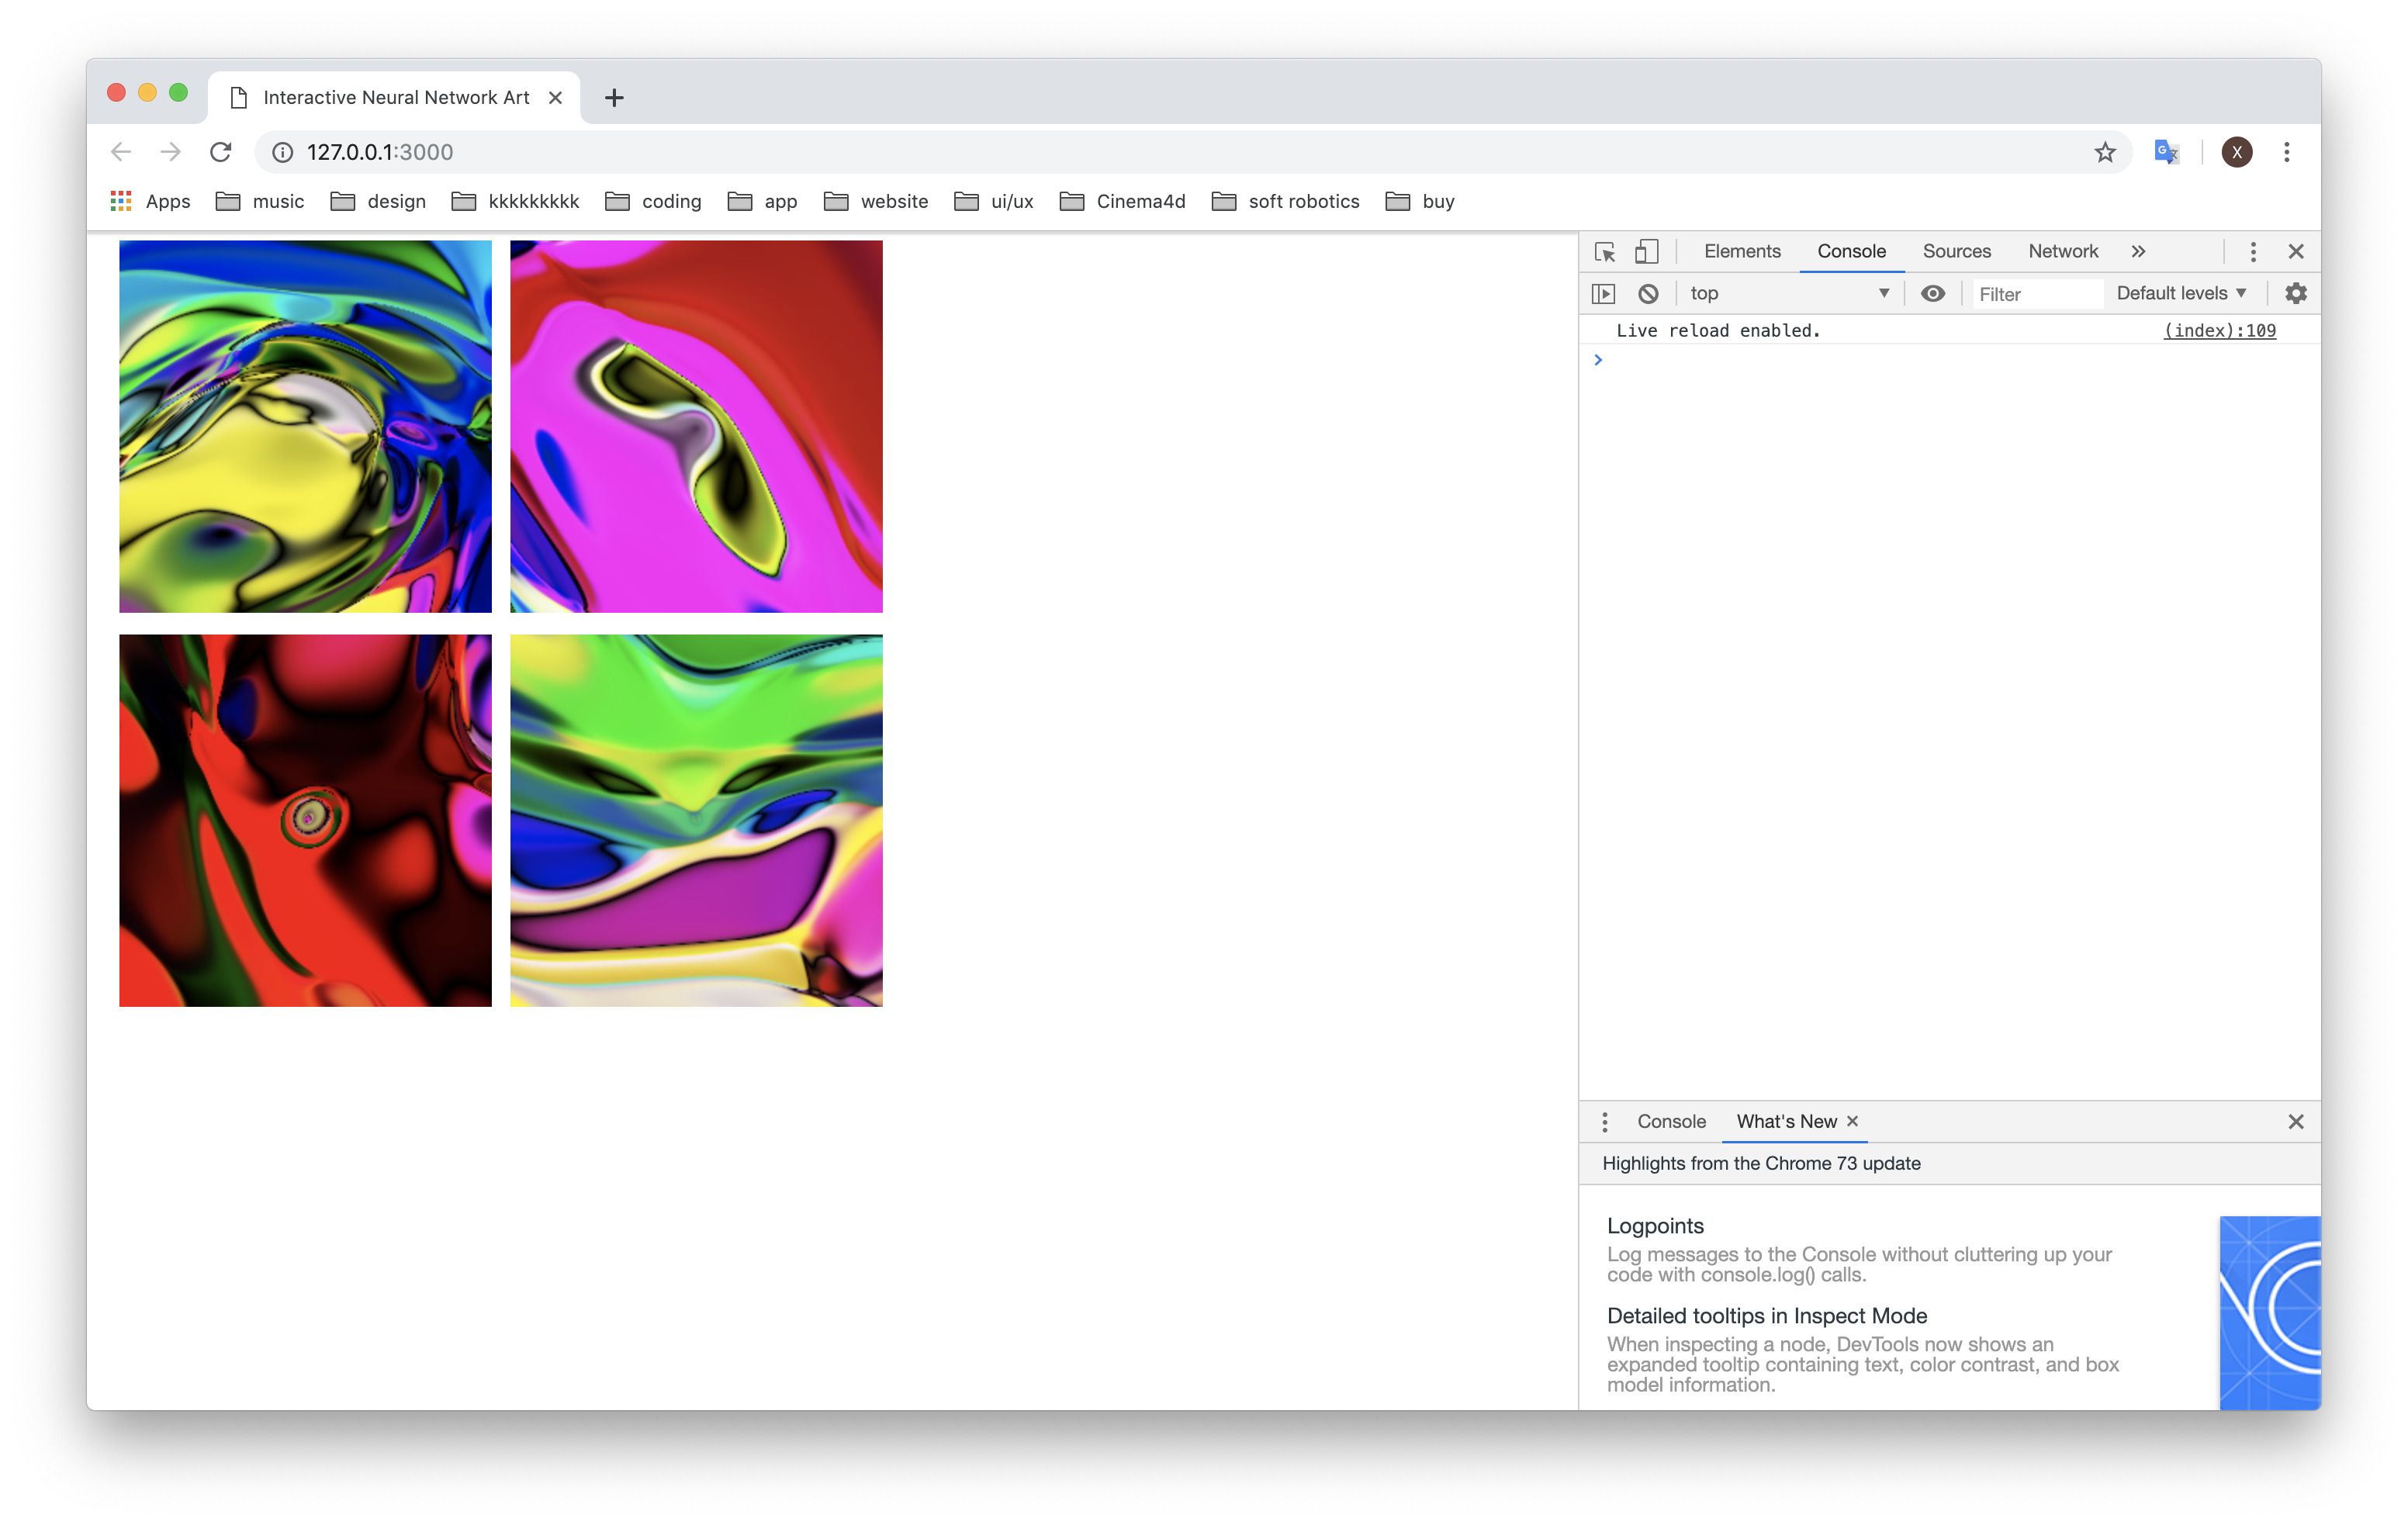 Interactive Neural Network Art
127.0.0.1:3000
X
Apps music design kkkkkkkkk coding app website ui/ux Cinema4d soft robotics buy
Elements Console Sources Network
top Filter Default levels
Live reload enabled. (index):109
Console What's New
Highlights from the Chrome 73 update
Logpoints
Log messages to the Console without cluttering up your
code with console.log() calls.
Detailed tooltips in Inspect Mode
When inspecting a node, DevTools now shows an
expanded tooltip containing text, color contrast, and box
model information.